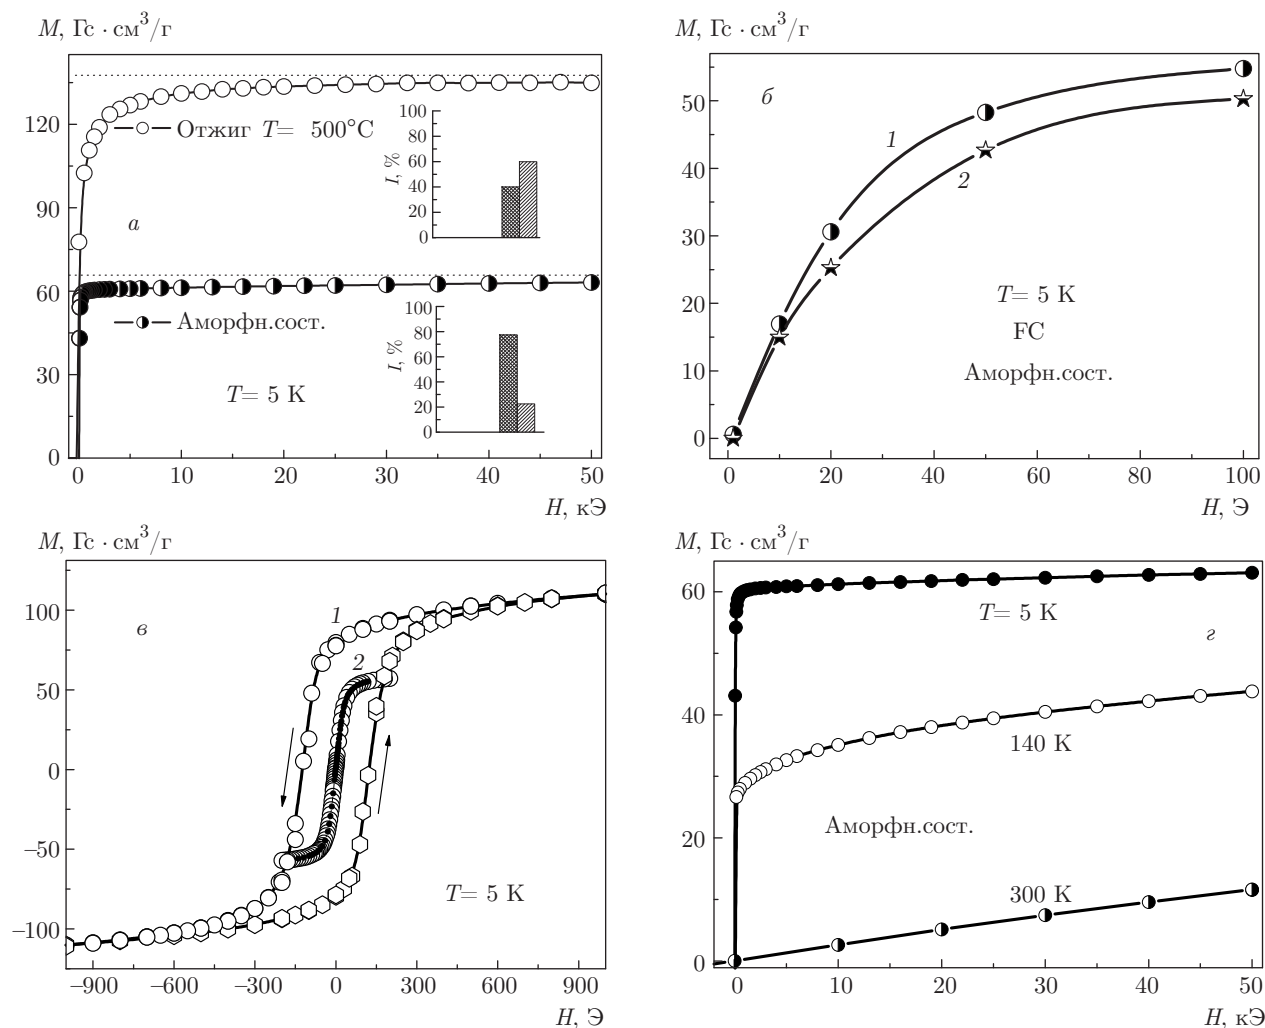 M, Гс · см³/г
120
90
60
30
0
Отжиг T= 500°C
а
Аморфн.сост.
T= 5 K
I, %
100
80
60
40
20
0
I, %
100
80
60
40
20
0
0 10 20 30 40 50
H, кЭ
M, Гс · см³/г
50
40
30
20
10
0
б
1
2
T= 5 K
FC
Аморфн.сост.
0 20 40 60 80 100
H, Э
M, Гс · см³/г
100
50
0
−50
−100
в
1
2
T= 5 K
−900 −600 −300 0 300 600 900
H, Э
M, Гс · см³/г
60
40
20
0
T= 5 K
г
140 K
Аморфн.сост.
300 K
0 10 20 30 40 50
H, кЭ